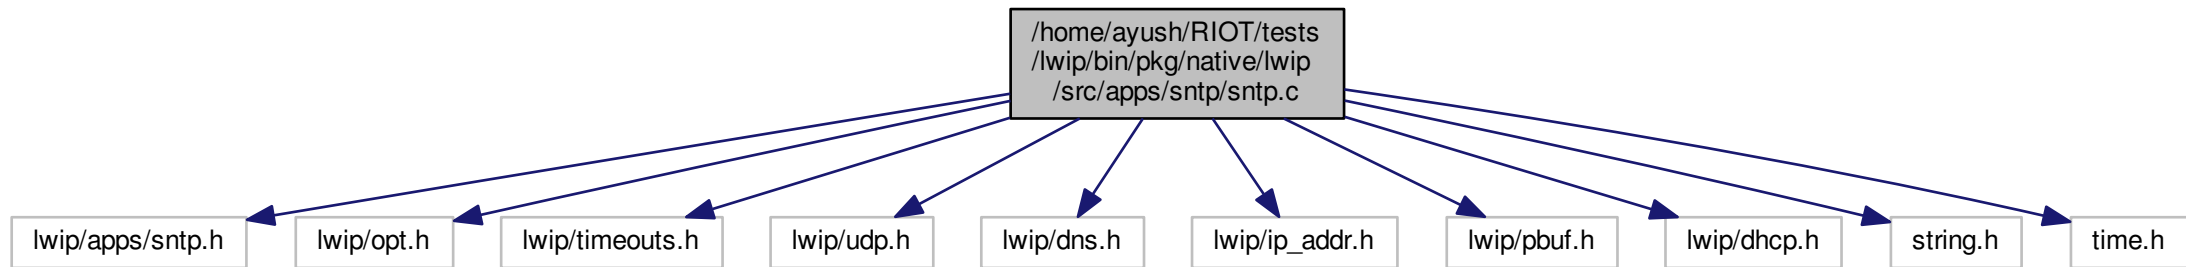 /home/ayush/RIOT/tests
/lwip/bin/pkg/native/lwip
/src/apps/sntp/sntp.c
lwip/apps/sntp.h
lwip/opt.h
lwip/timeouts.h
lwip/udp.h
lwip/dns.h
lwip/ip_addr.h
lwip/pbuf.h
lwip/dhcp.h
string.h
time.h